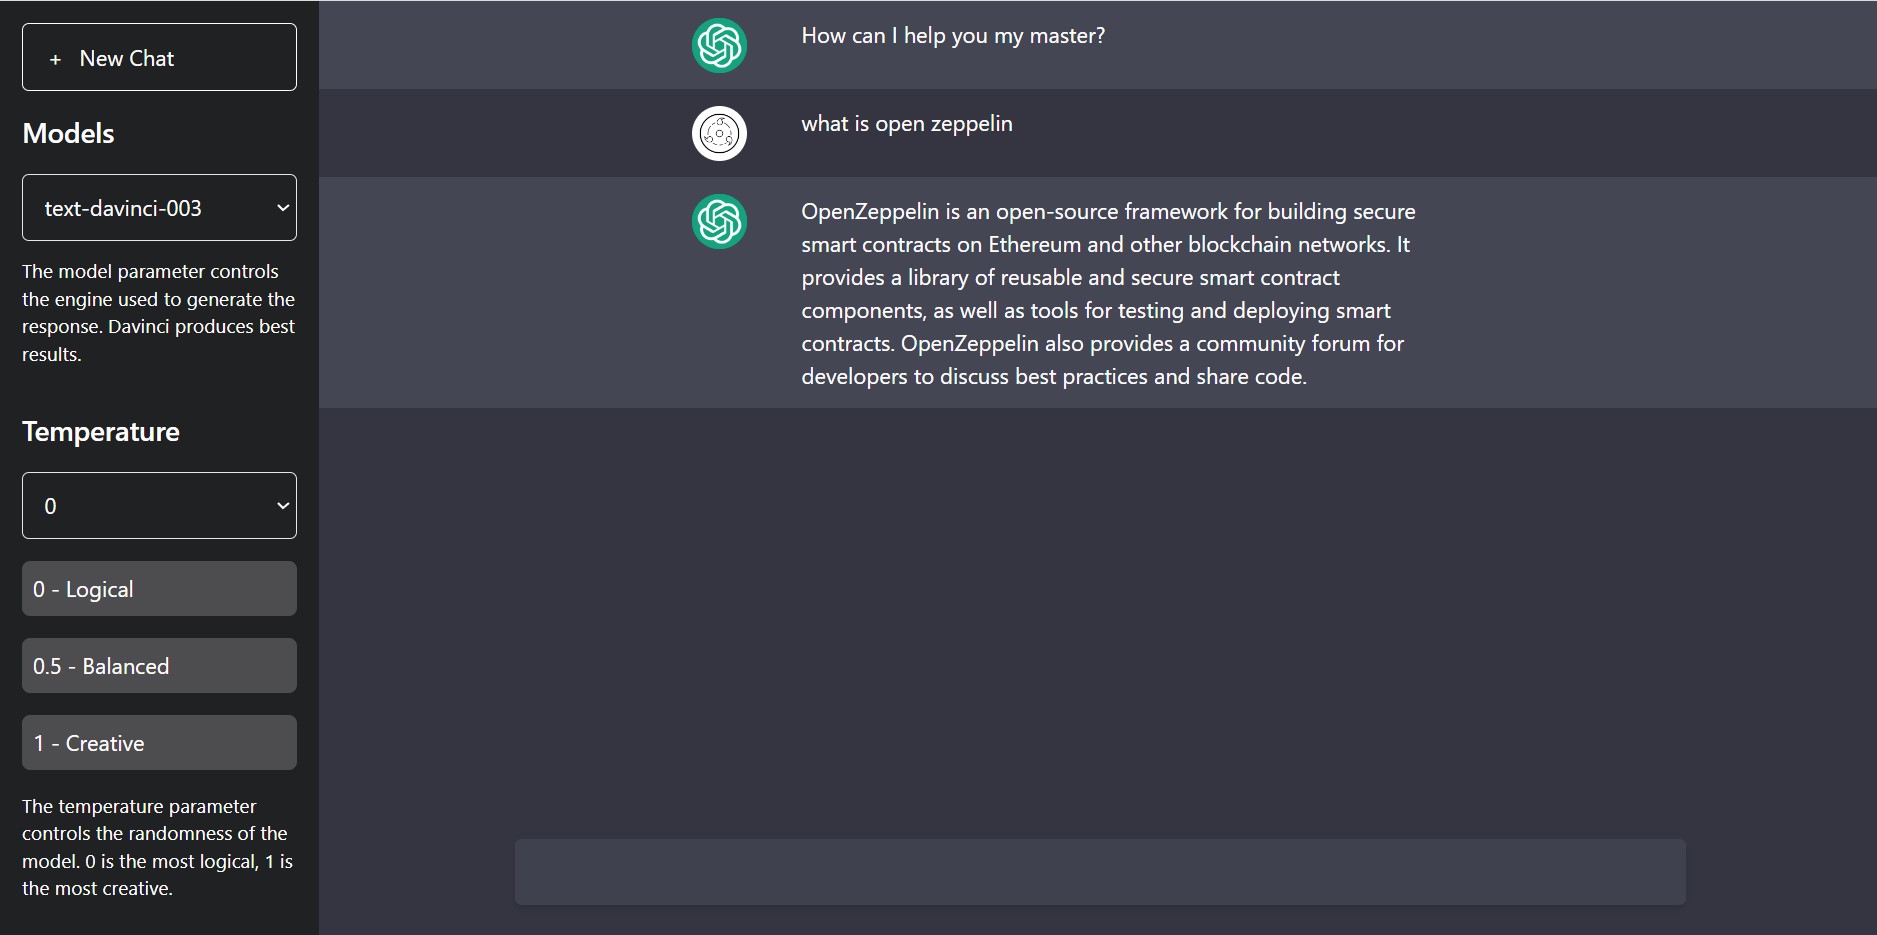 + New Chat
Models
text-davinci-003
The model parameter controls
the engine used to generate the
response. Davinci produces best
results.
Temperature
0
0 - Logical
0.5 - Balanced
1 - Creative
The temperature parameter
controls the randomness of the
model. 0 is the most logical, 1 is
the most creative.
How can I help you my master?
what is open zeppelin
OpenZeppelin is an open-source framework for building secure
smart contracts on Ethereum and other blockchain networks. It
provides a library of reusable and secure smart contract
components, as well as tools for testing and deploying smart
contracts. OpenZeppelin also provides a community forum for
developers to discuss best practices and share code.